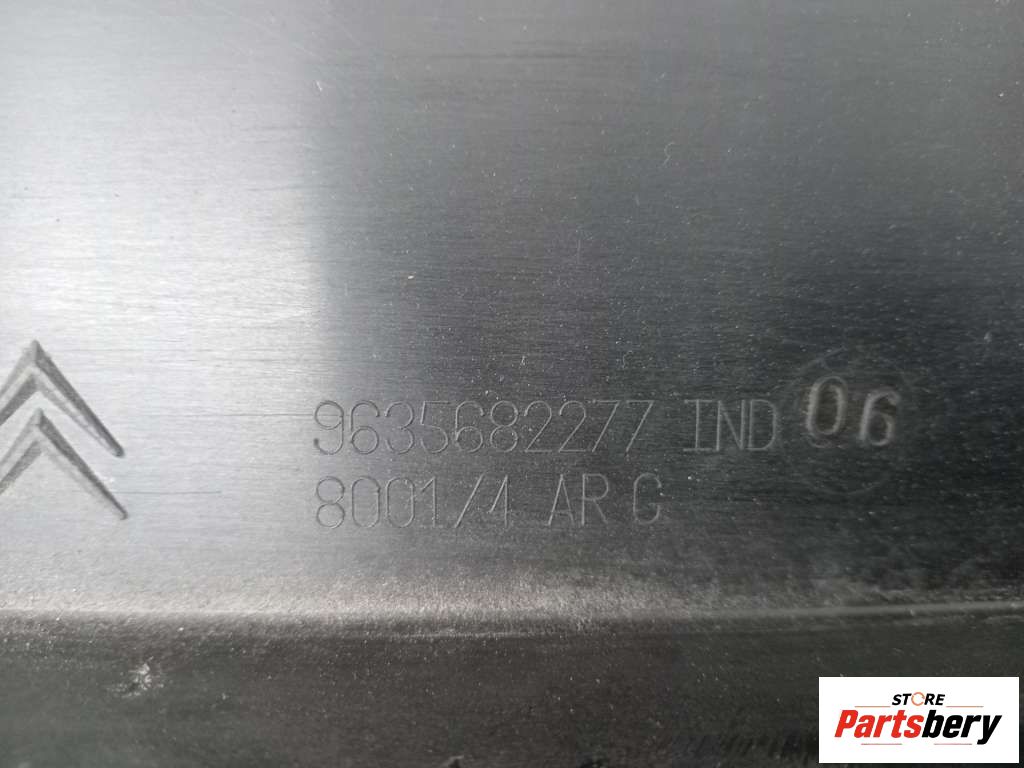 9635682277 IND 06
8001/4 AR G
STORE
Partsbery